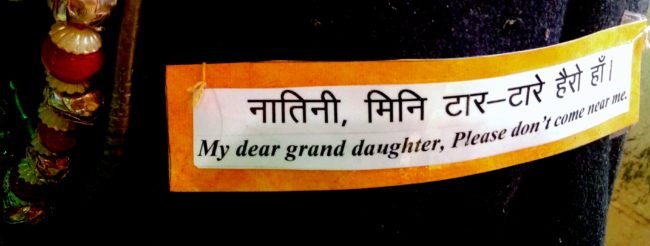 नातिनी, मिनि टार-टारे हैरो हाँ।
My dear grand daughter, Please don't come near me.